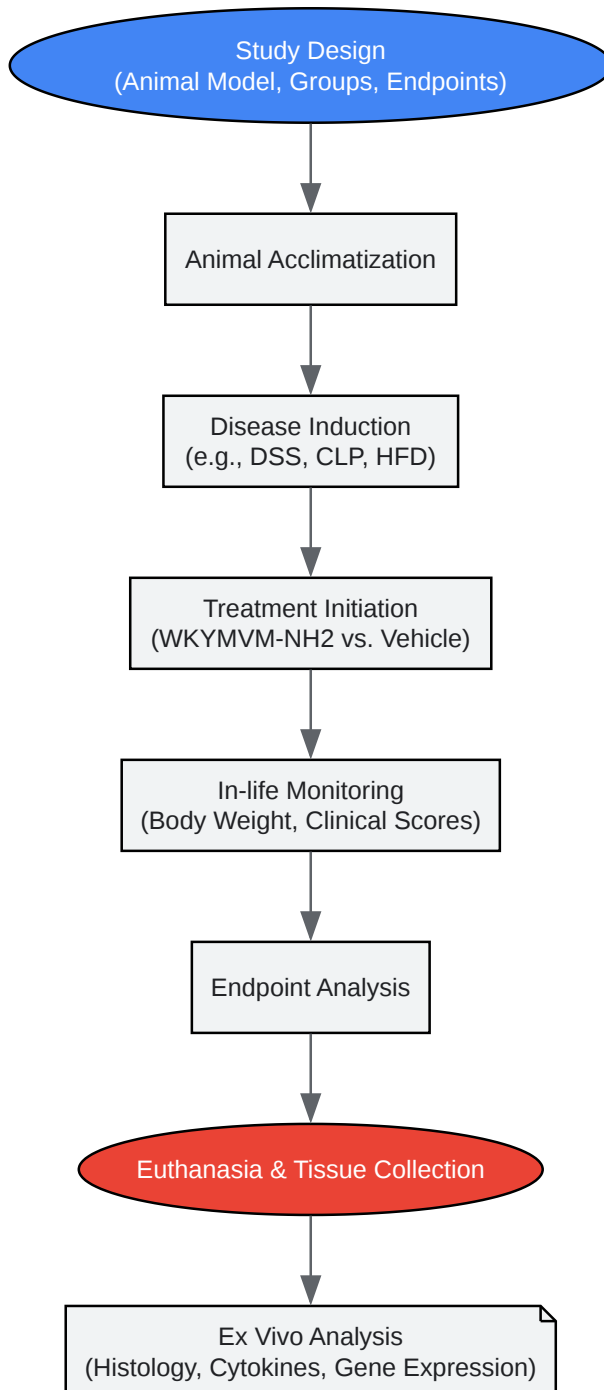 Study Design
(Animal Model, Groups, Endpoints)
Animal Acclimatization
Disease Induction
(e.g., DSS, CLP, HFD)
Treatment Initiation
(WKYMVM-NH2 vs. Vehicle)
In-life Monitoring
(Body Weight, Clinical Scores)
Endpoint Analysis
Euthanasia & Tissue Collection
Ex Vivo Analysis
(Histology, Cytokines, Gene Expression)